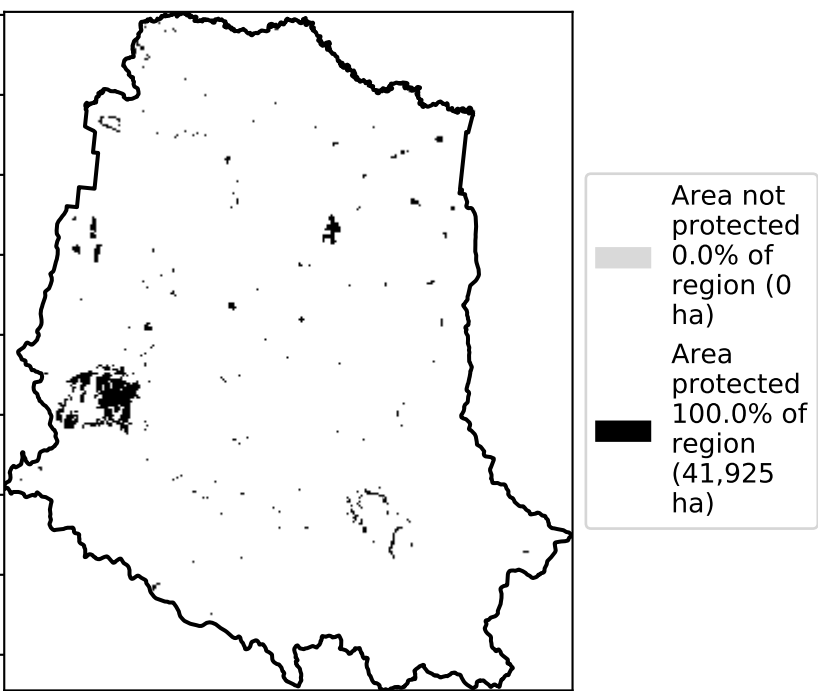 Area not
protected
0.0% of
region (0
ha)
Area
protected
100.0% of
region
(41,925
ha)